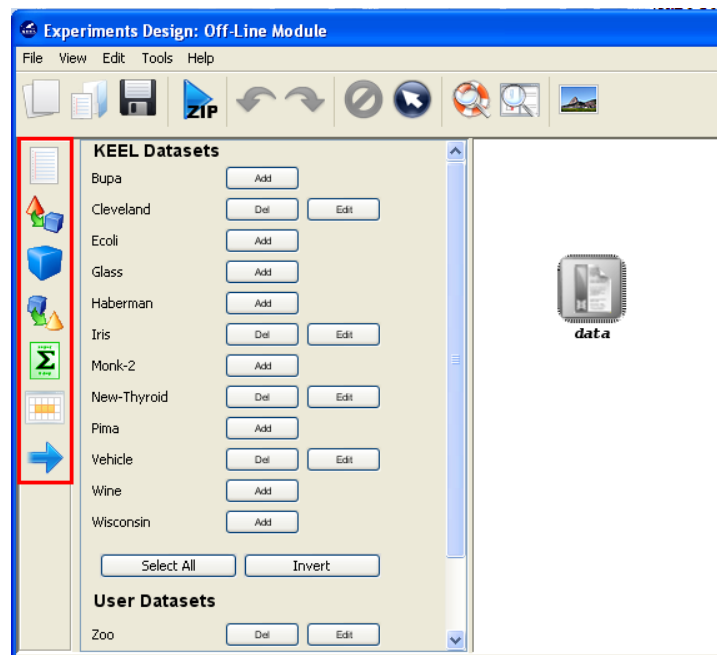 Experiments Design: Off-Line Module
File View Edit Tools Help
ZIP
KEEL Datasets
Bupa Add
Cleveland Del Edit
Ecoli Add
Glass Add
Haberman Add
Iris Del Edit
Monk-2 Add
New-Thyroid Del Edit
Pima Add
Vehicle Del Edit
Wine Add
Wisconsin Add
Select All Invert
User Datasets
Zoo Del Edit
data
Σ